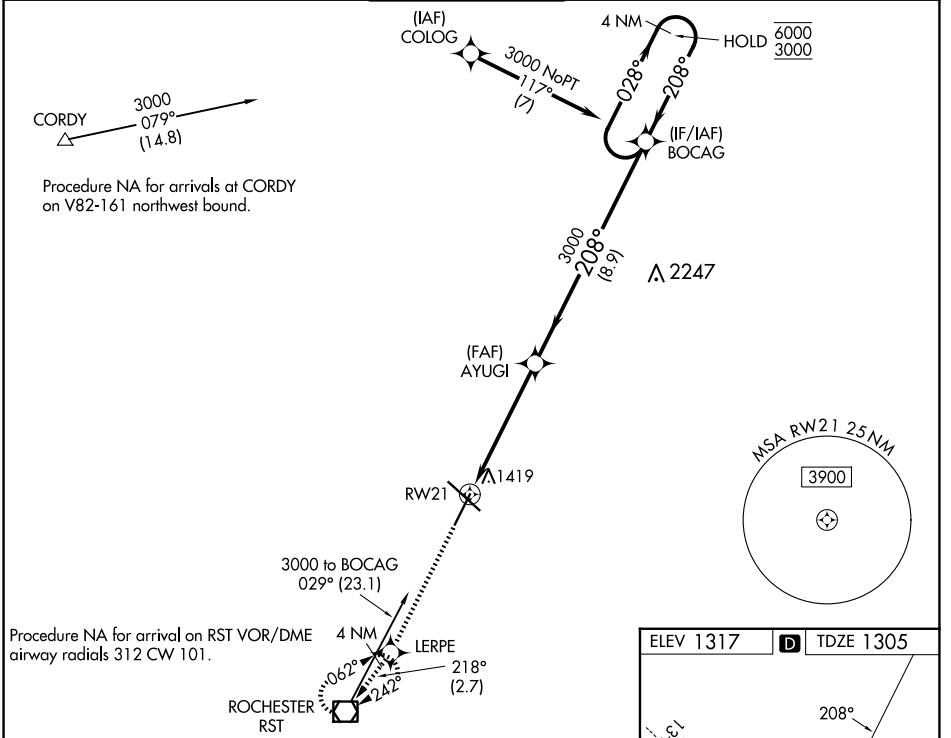 (IAF)
COLOG
3000 NoPT
117°
(7)
4 NM
HOLD
6000
3000
028°
208°
(IF/IAF)
BOCAG
CORDY
3000
079°
(14.8)
Procedure NA for arrivals at CORDY
on V82-161 northwest bound.
3000
208°
(8.9)
2247
(FAF)
AYUGI
MSA RW21 25 NM
3900
1419
RW21
3000 to BOCAG
029° (23.1)
Procedure NA for arrival on RST VOR/DME
airway radials 312 CW 101.
4 NM
LERPE
062°
242°
218°
(2.7)
ROCHESTER
RST
ELEV 1317
D
TDZE 1305
208°